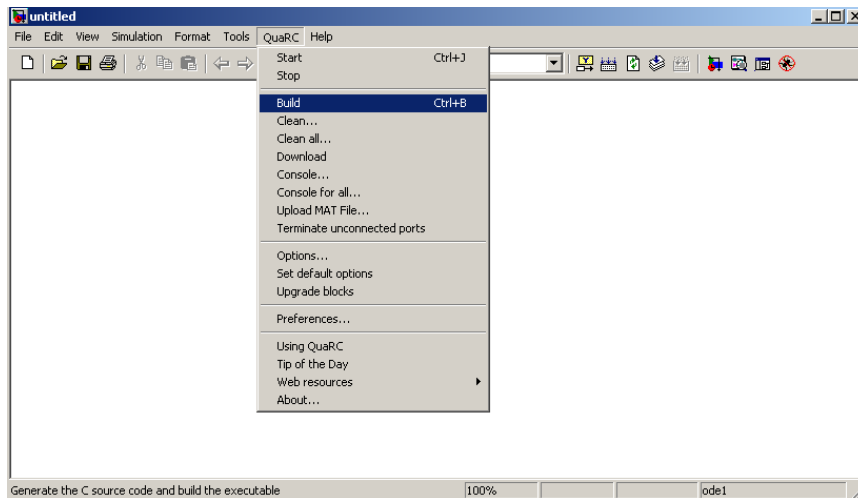 untitled
File Edit View Simulation Format Tools QuaRC Help
Start Ctrl+J
Stop
Build Ctrl+B
Clean...
Clean all...
Download
Console...
Console for all...
Upload MAT File...
Terminate unconnected ports
Options...
Set default options
Upgrade blocks
Preferences...
Using QuaRC
Tip of the Day
Web resources
About...
Generate the C source code and build the executable 100% ode1